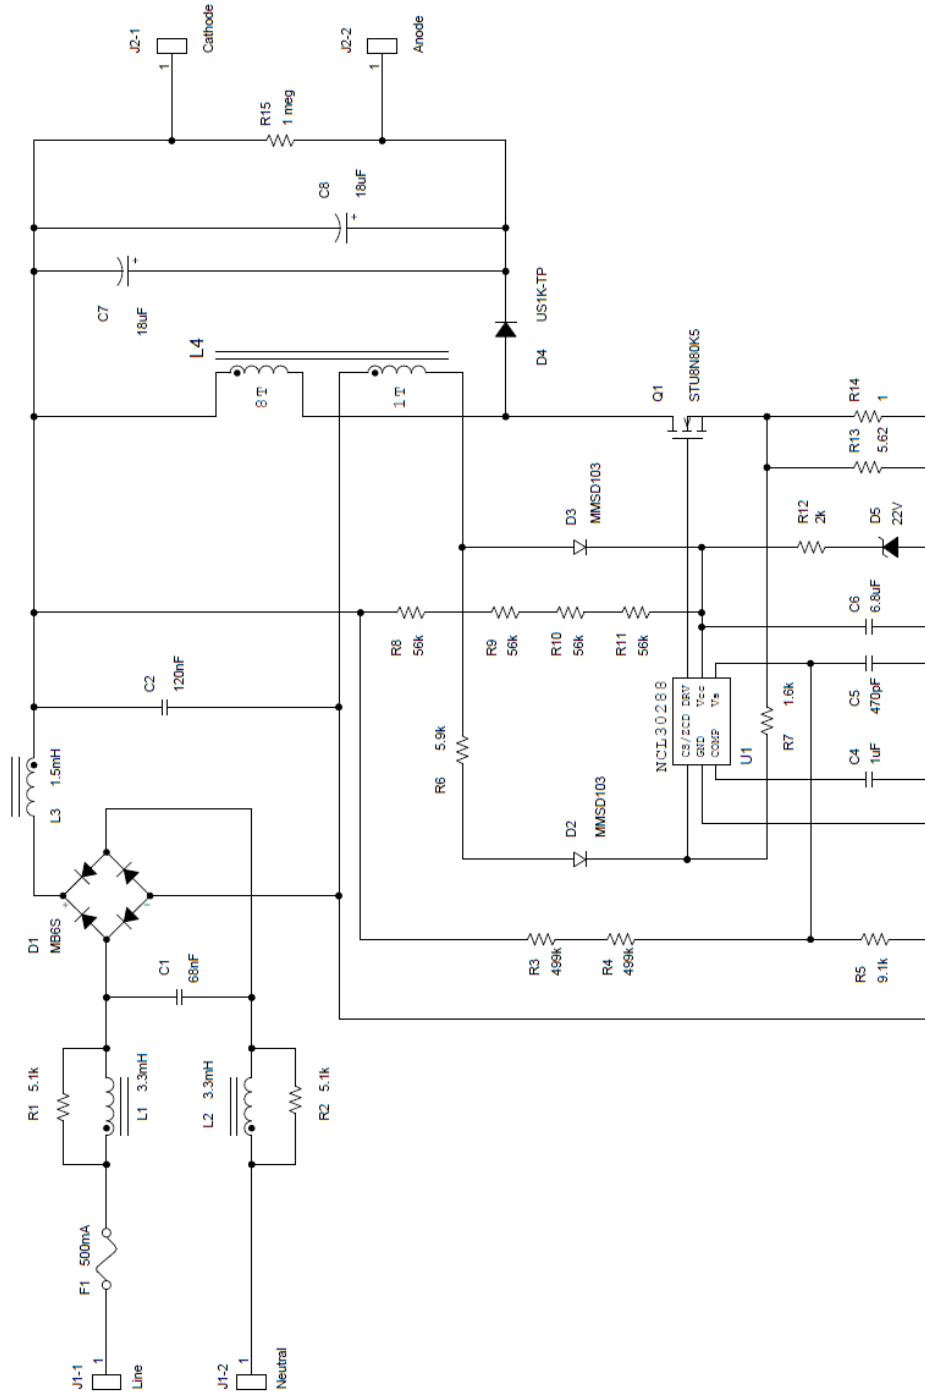 J1-1
1
Line
J1-2
1
Neutral
F1 500mA
R1 5.1k
L1 3.3mH
L2 3.3mH
R2 5.1k
C1
68nF
D1
MB6S
+
-
L3 1.5mH
C2
120nF
R3
499k
R4
499k
R5
9.1k
R6 5.9k
D2
MMSD103
R8
56k
R9
56k
R10
56k
R11
56k
D3
MMSD103
NCL30288
CS/ZCD DRV
GND Vcc
COMP Vs
U1
R7 1.6k
C4
1uF
C5
470pF
C6
6.8uF
R12
2k
D5
22V
R13
5.62
R14
1
Q1
STU8N80K5
L4
8T
1T
D4 US1K-TP
C7
18uF
+
C8
18uF
+
R15
1 meg
J2-1
1
Cathode
J2-2
1
Anode